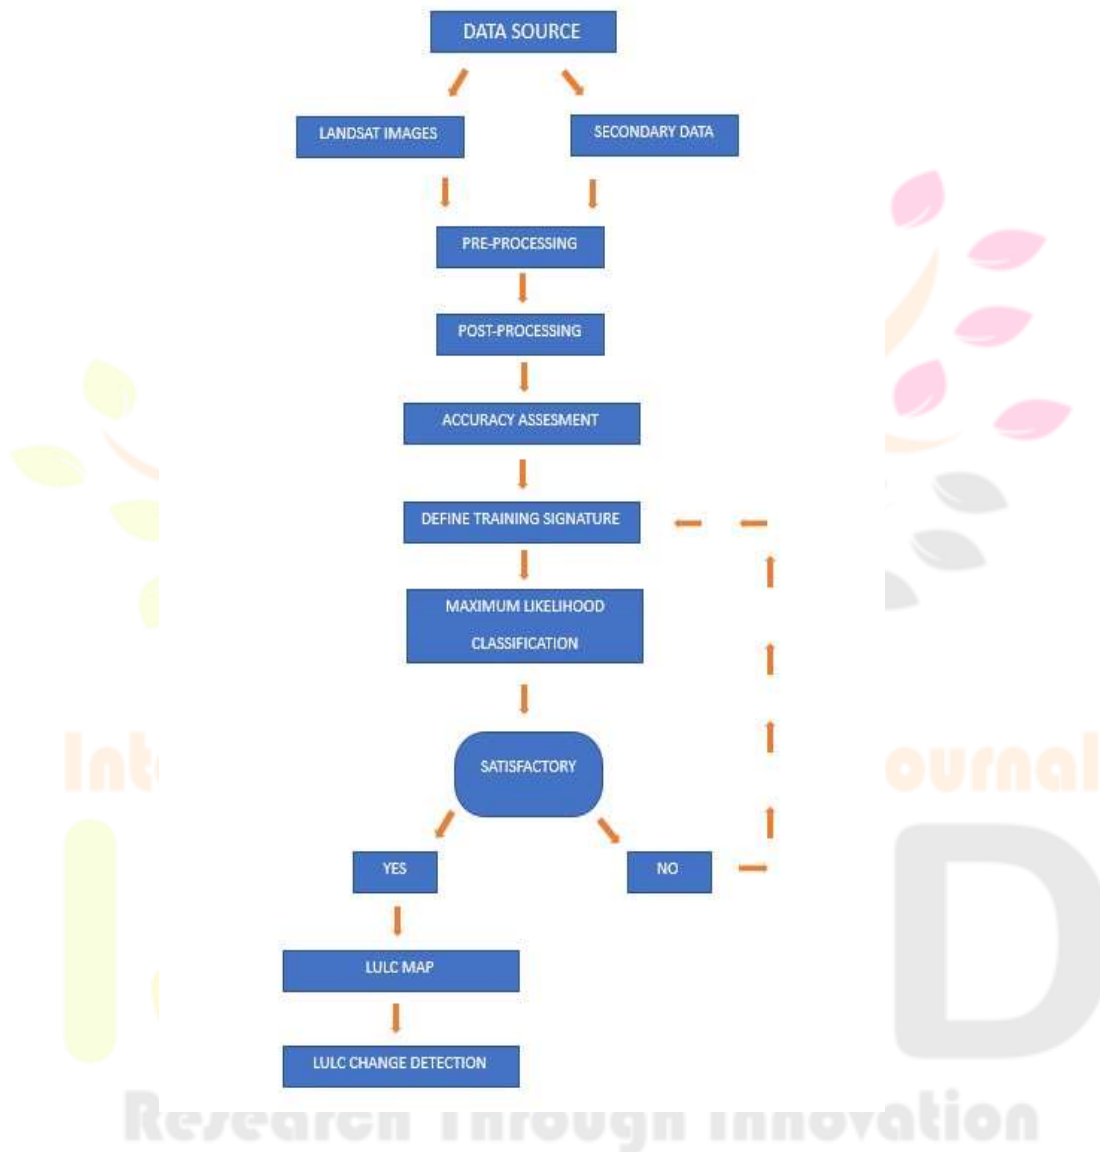 DATA SOURCE
LANDSAT IMAGES
SECONDARY DATA
PRE-PROCESSING
POST-PROCESSING
ACCURACY ASSESMENT
DEFINE TRAINING SIGNATURE
MAXIMUM LIKELIHOOD
CLASSIFICATION
SATISFACTORY
YES
NO
LULC MAP
LULC CHANGE DETECTION
Research Through Innovation